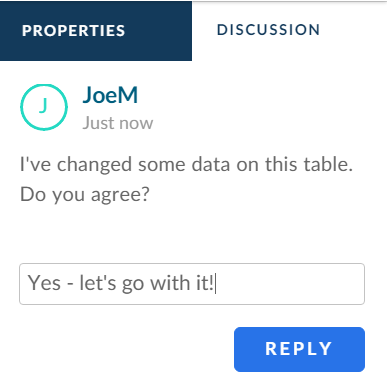 PROPERTIES
DISCUSSION
J
JoeM
Just now
I've changed some data on this table.
Do you agree?
Yes - let's go with it!
REPLY